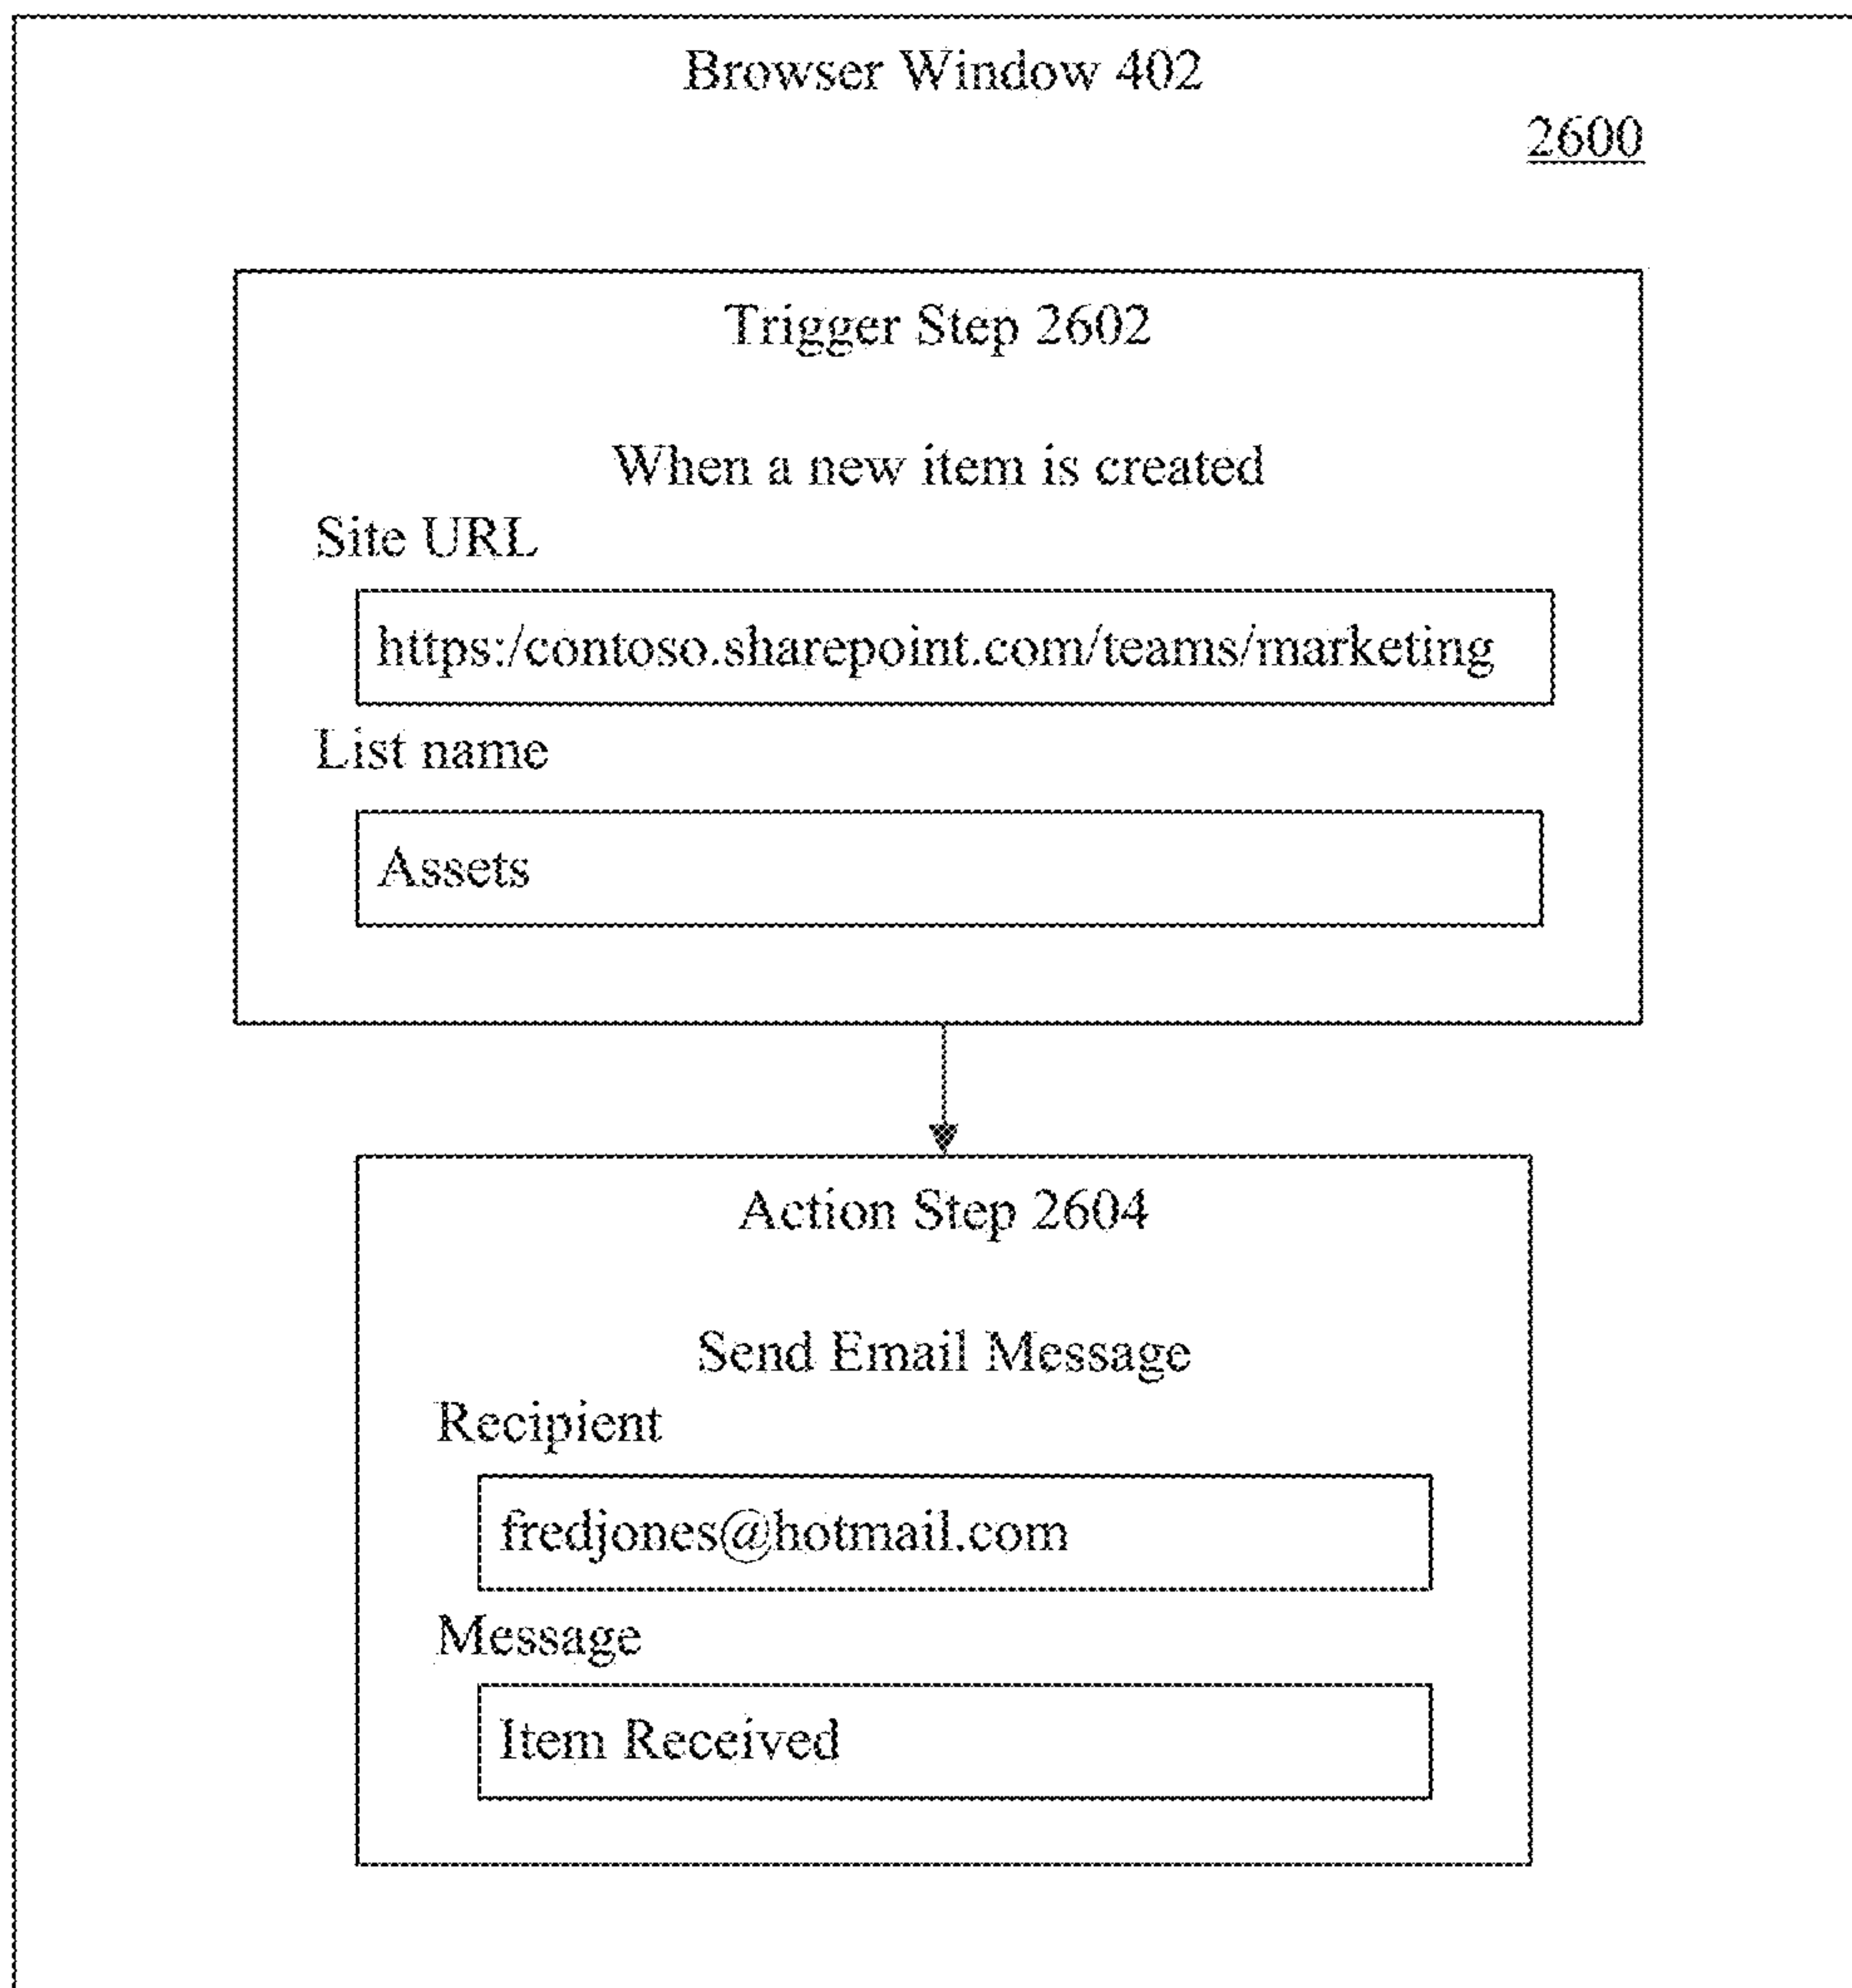 Browser Window 402
2600
Trigger Step 2602
When a new item is created
Site URL
https:/contoso.sharepoint.com/teams/marketing
List name
Assets
Action Step 2604
Send Email Message
Recipient
fredjones@hotmail.com
Message
Item Received